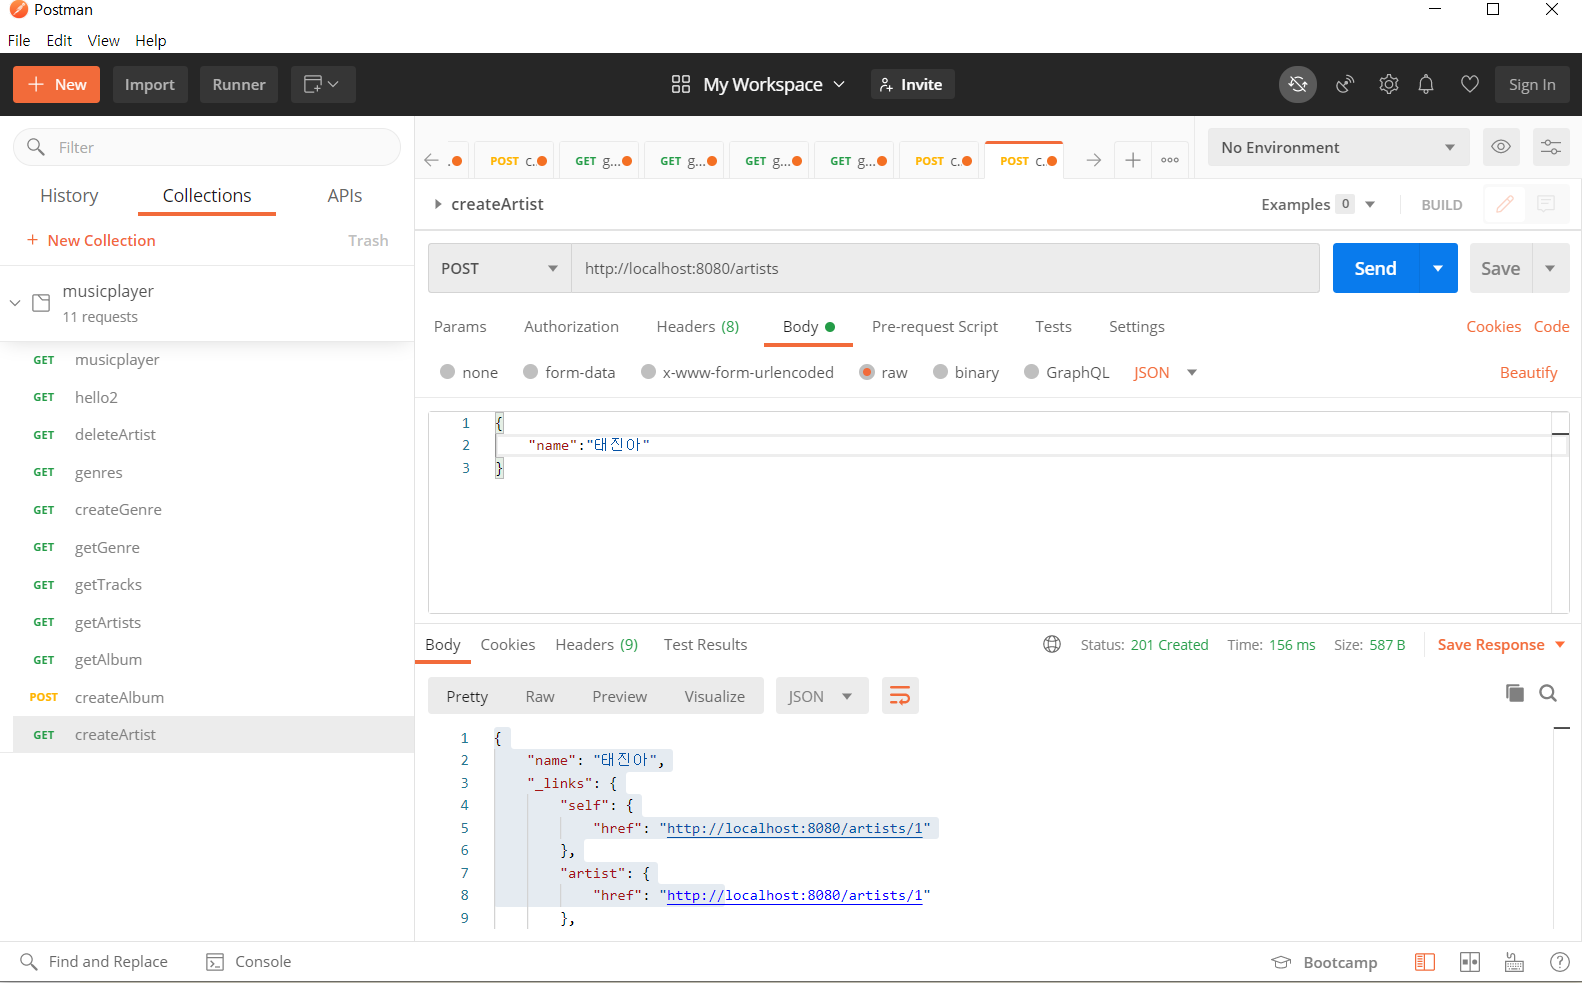 Postman
File Edit View Help
New Import Runner My Workspace Invite Sign In
Filter
History Collections APIs
+ New Collection Trash
musicplayer
11 requests
GET musicplayer
GET hello2
GET deleteArtist
GET genres
GET createGenre
GET getGenre
GET getTracks
GET getArtists
GET getAlbum
POST createAlbum
GET createArtist
. POST c.. GET g... GET g... GET g... GET g... POST c.. POST c..
No Environment
createArtist
Examples 0 BUILD
POST http://localhost:8080/artists Send Save
Params Authorization Headers (8) Body Pre-request Script Tests Settings Cookies Code
none form-data x-www-form-urlencoded raw binary GraphQL JSON Beautify
1 {
2 "name":"태진아"
3 }
Body Cookies Headers (9) Test Results Status: 201 Created Time: 156 ms Size: 587 B Save Response
Pretty Raw Preview Visualize JSON
1 {
2 "name": "태진아",
3 "_links": {
4 "self": {
5 "href": "http://localhost:8080/artists/1"
6 },
7 "artist": {
8 "href": "http://localhost:8080/artists/1"
9 },
Find and Replace Console Bootcamp